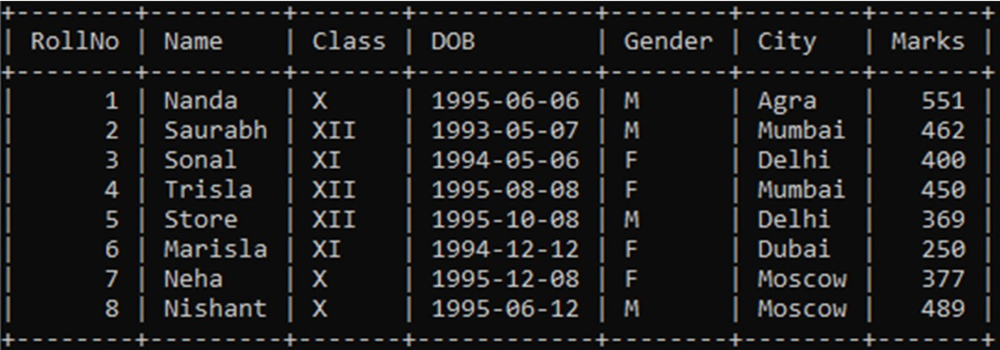 +--------+---------+-------+------------+--------+--------+-------+
| RollNo | Name    | Class | DOB        | Gender | City   | Marks |
+--------+---------+-------+------------+--------+--------+-------+
|      1 | Nanda   | X     | 1995-06-06 | M      | Agra   |   551 |
|      2 | Saurabh | XII   | 1993-05-07 | M      | Mumbai |   462 |
|      3 | Sonal   | XI    | 1994-05-06 | F      | Delhi  |   400 |
|      4 | Trisla  | XII   | 1995-08-08 | F      | Mumbai |   450 |
|      5 | Store   | XII   | 1995-10-08 | M      | Delhi  |   369 |
|      6 | Marisla | XI    | 1994-12-12 | F      | Dubai  |   250 |
|      7 | Neha    | X     | 1995-12-08 | F      | Moscow |   377 |
|      8 | Nishant | X     | 1995-06-12 | M      | Moscow |   489 |
+--------+---------+-------+------------+--------+--------+-------+